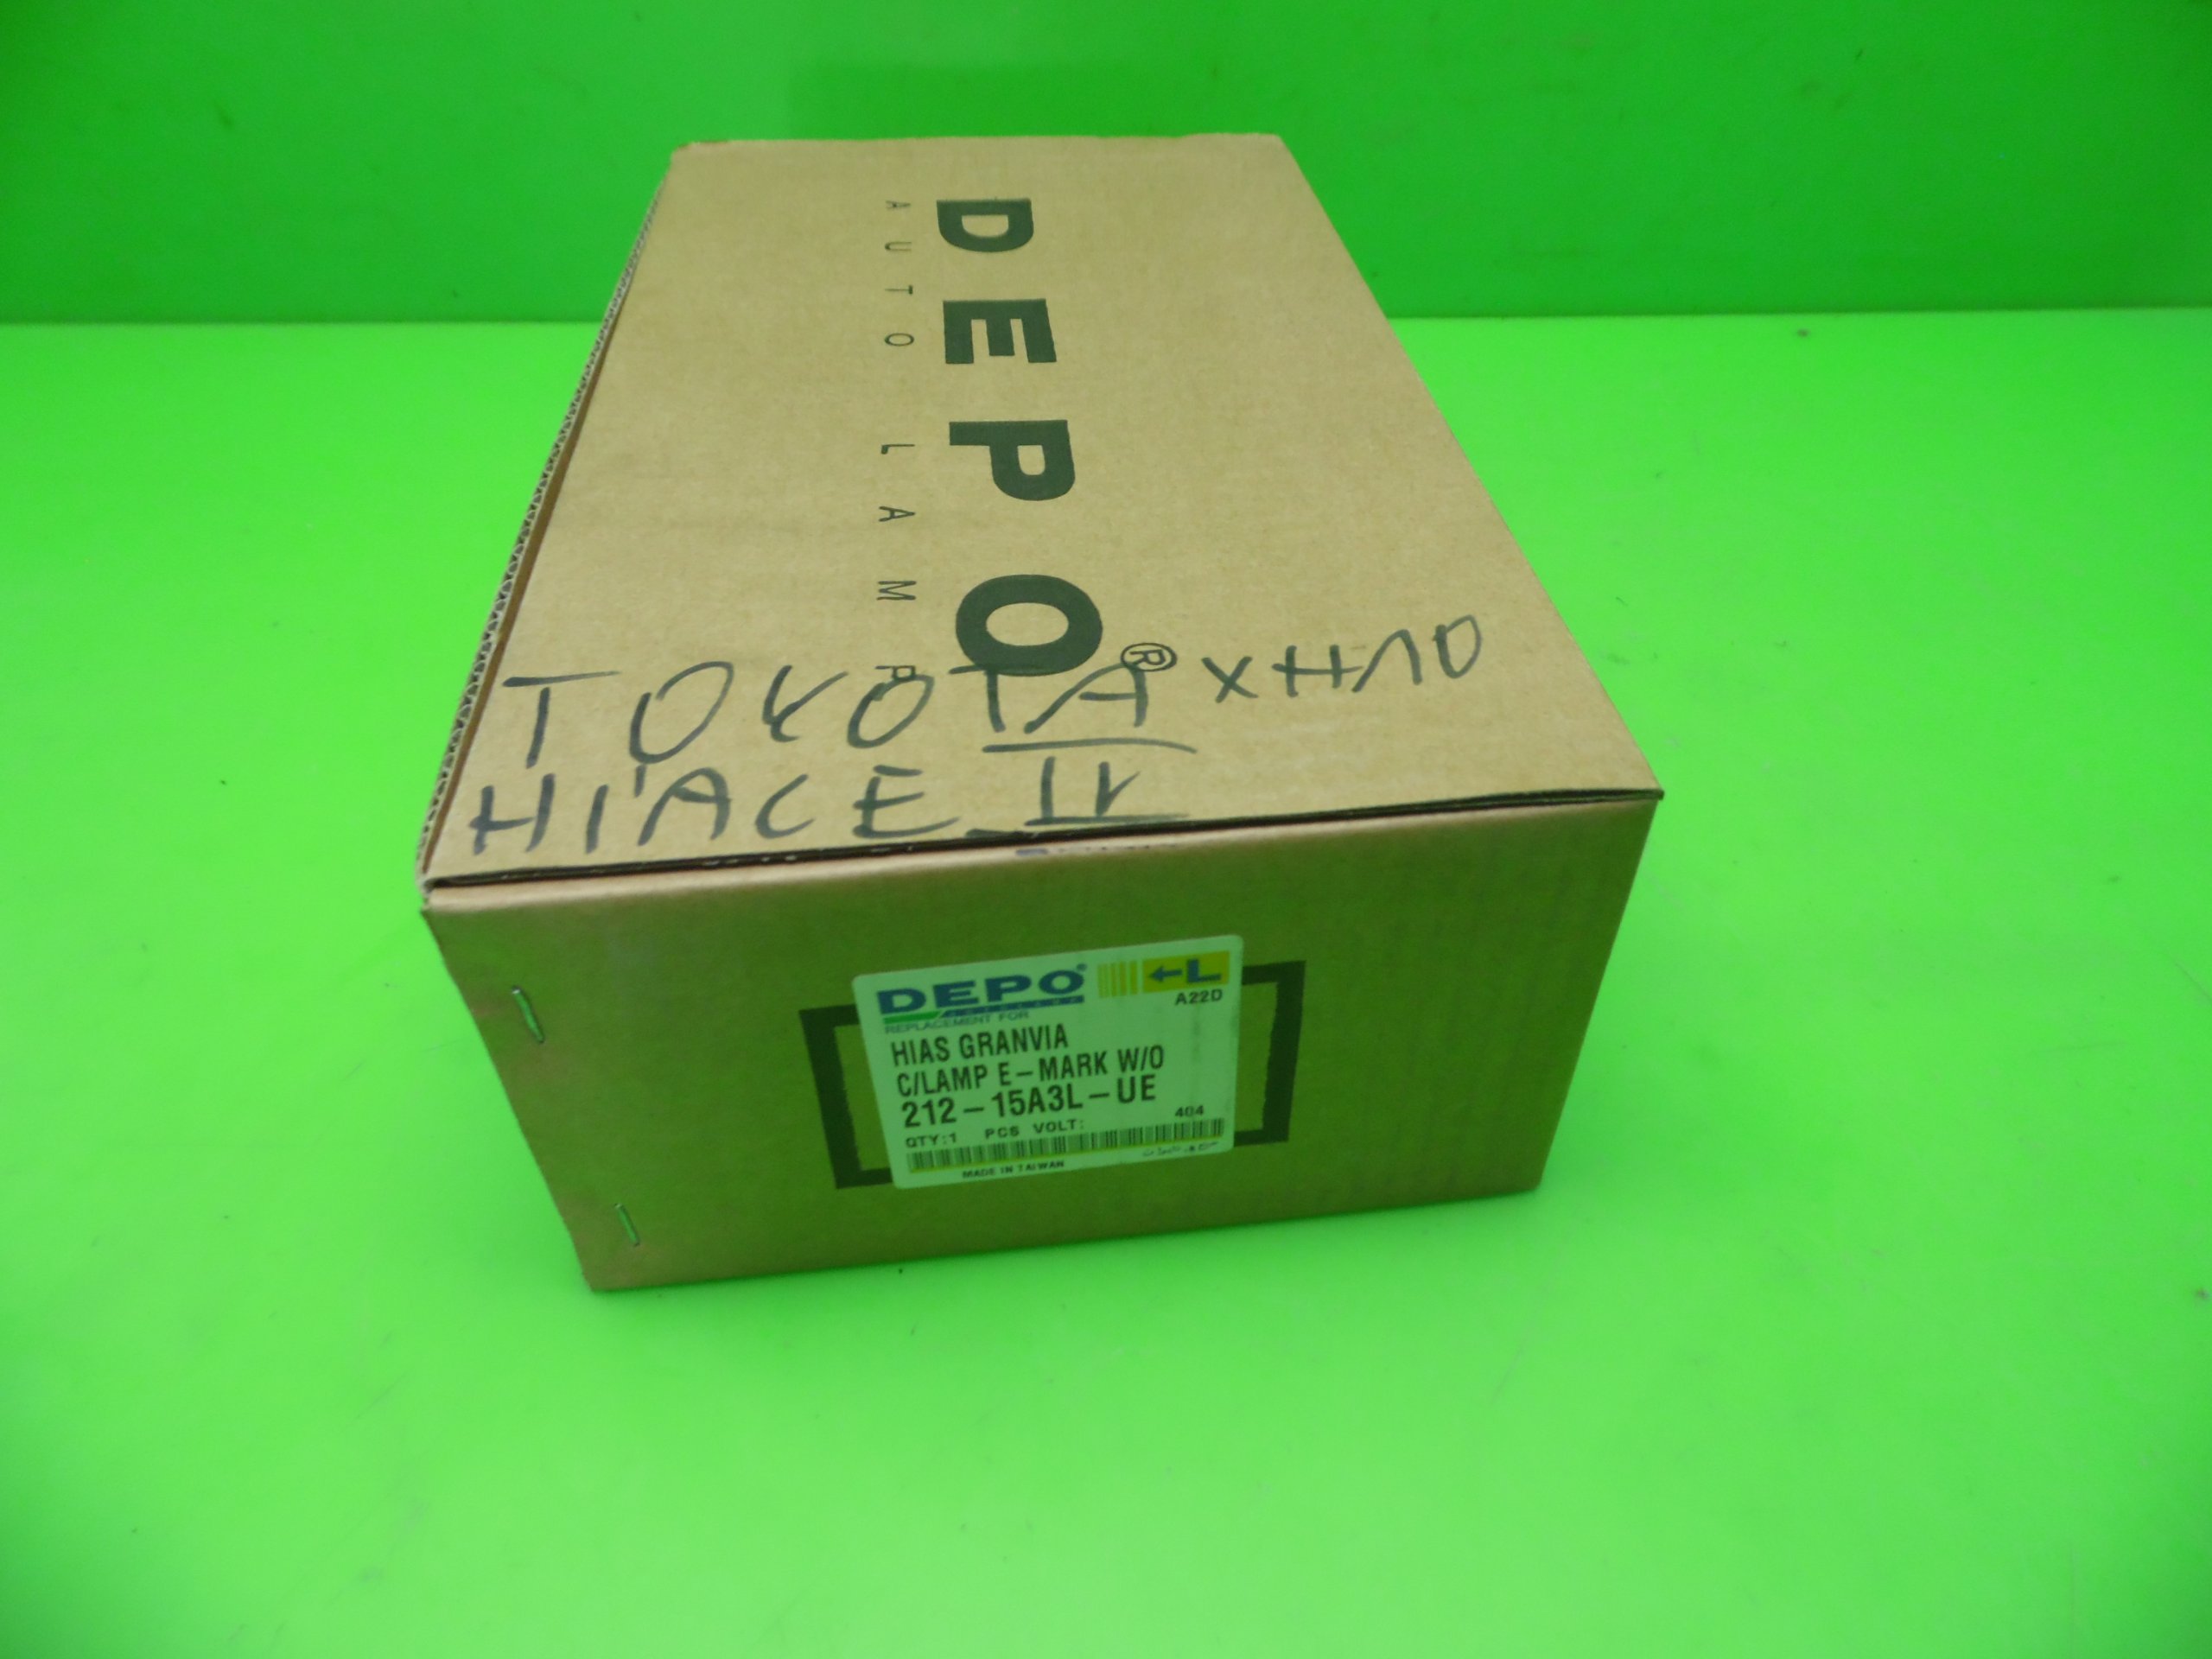 DEPO®
AUTO LAMP
TOYOTA XH10
HIACE IV
DEPO® ←L
A22D
REPLACEMENT FOR
HIAS GRANVIA
C/LAMP E-MARK W/O
212-15A3L-UE
404
QTY:1 PCS VOLT:
MADE IN TAIWAN